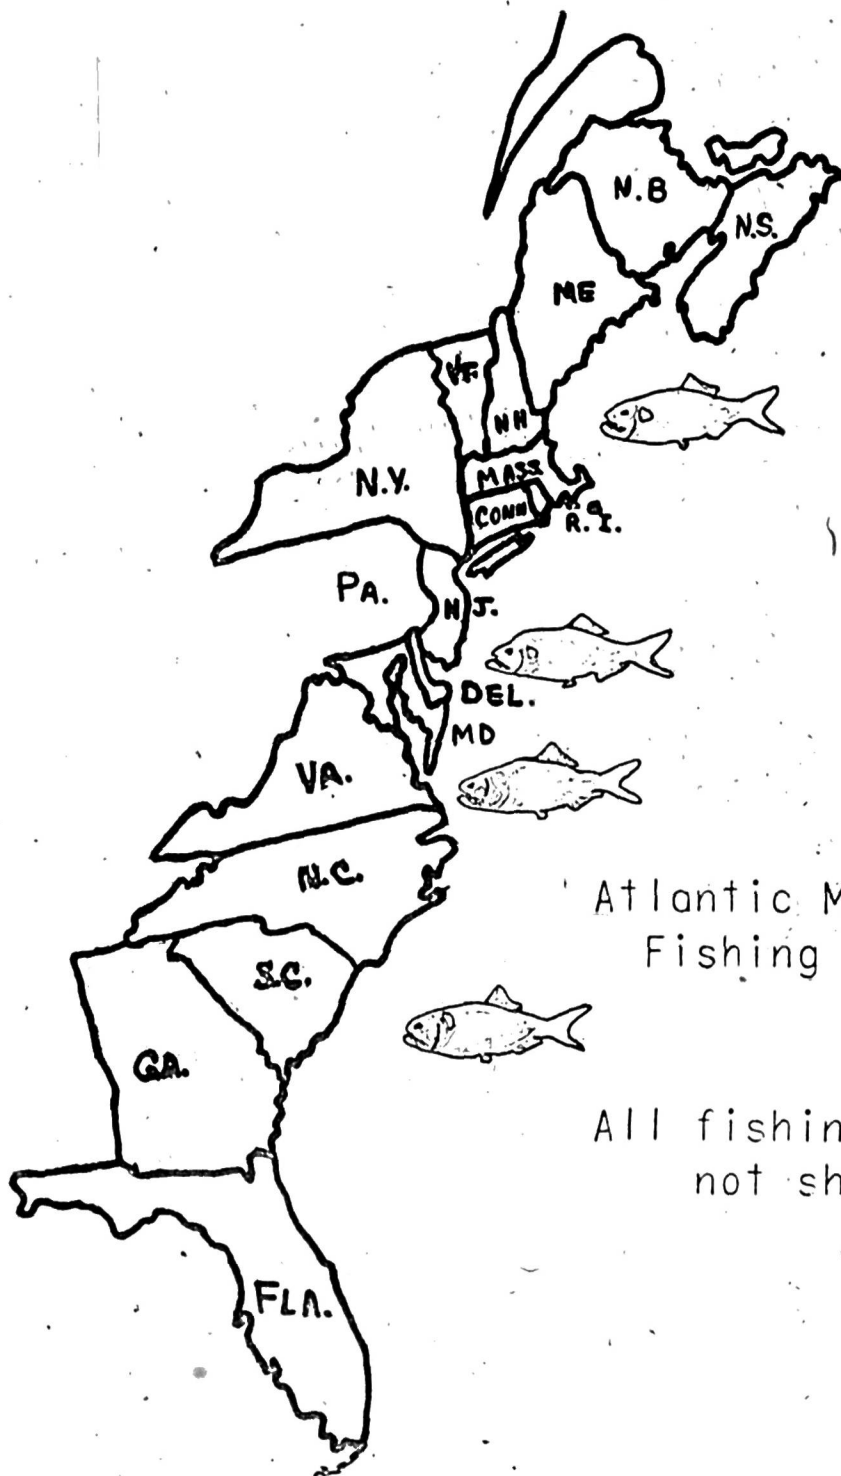 N.B
N.S.
ME
VT.
NH
MASS.
N.Y.
CONN
R.I.
PA.
N.J.
DEL.
MD
VA.
N.C.
Atlantic M
Fishing
S.C.
GA.
All fishin
not sh
FLA.